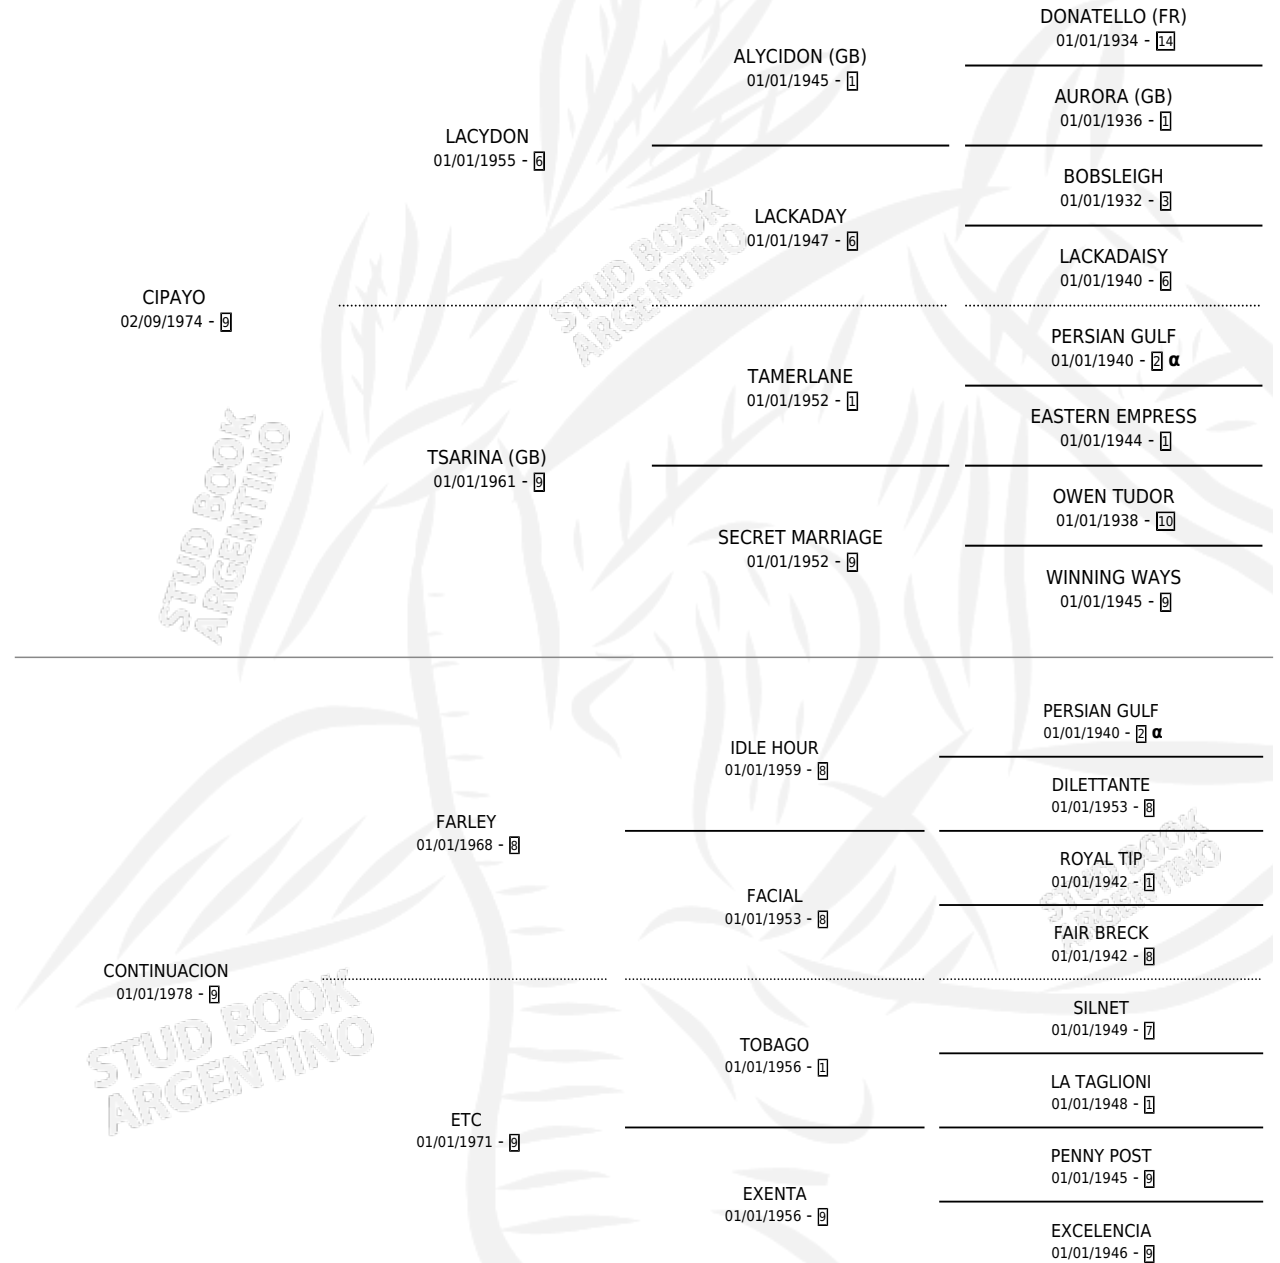 DONATELLO (FR)
01/01/1934 - 14
ALYCIDON (GB)
01/01/1945 - 1
AURORA (GB)
01/01/1936 - 1
LACYDON
01/01/1955 - 6
BOBSLEIGH
01/01/1932 - 3
LACKADAY
01/01/1947 - 6
LACKADAISY
01/01/1940 - 6
CIPAYO
02/09/1974 - 9
PERSIAN GULF
01/01/1940 - 2 α
TAMERLANE
01/01/1952 - 1
EASTERN EMPRESS
01/01/1944 - 1
TSARINA (GB)
01/01/1961 - 9
OWEN TUDOR
01/01/1938 - 10
SECRET MARRIAGE
01/01/1952 - 9
WINNING WAYS
01/01/1945 - 9
PERSIAN GULF
01/01/1940 - 2 α
IDLE HOUR
01/01/1959 - 8
DILETTANTE
01/01/1953 - 8
FARLEY
01/01/1968 - 8
ROYAL TIP
01/01/1942 - 1
FACIAL
01/01/1953 - 8
FAIR BRECK
01/01/1942 - 8
CONTINUACION
01/01/1978 - 9
SILNET
01/01/1949 - 7
TOBAGO
01/01/1956 - 1
LA TAGLIONI
01/01/1948 - 1
ETC
01/01/1971 - 9
PENNY POST
01/01/1945 - 9
EXENTA
01/01/1956 - 9
EXCELENCIA
01/01/1946 - 9
STUD BOOK
ARGENTINO
STUD BOOK
ARGENTINO
STUD BOOK
ARGENTINO
STUD BOOK
ARGENTINO